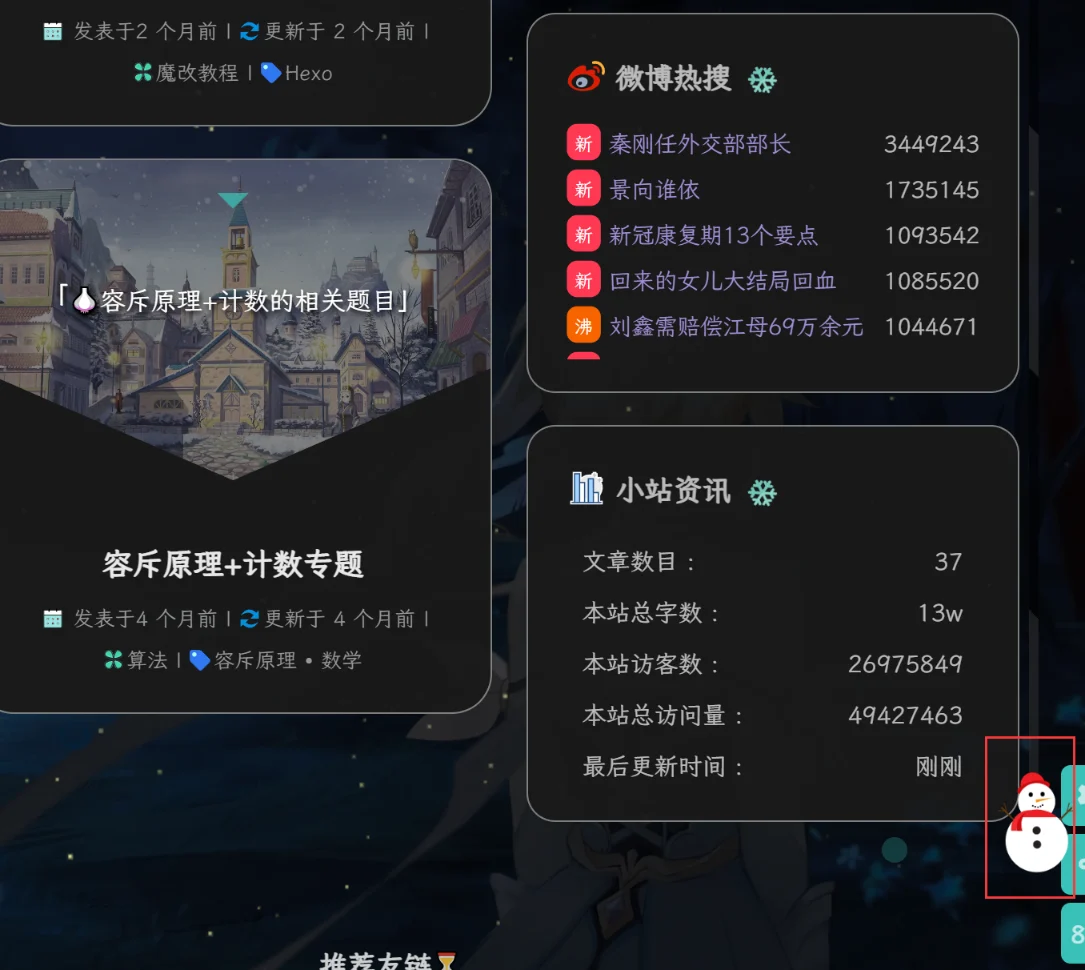 发表于2 个月前 | 更新于 2 个月前 |
魔改教程 | Hexo
「容斥原理+计数的相关题目」
容斥原理+计数专题
发表于4 个月前 | 更新于 4 个月前 |
算法 | 容斥原理 • 数学
微博热搜
新 秦刚任外交部部长 3449243
新 景向谁依 1735145
新 新冠康复期13个要点 1093542
新 回来的女儿大结局回血 1085520
沸 刘鑫需赔偿江母69万余元 1044671
小站资讯
文章数目 : 37
本站总字数 : 13w
本站访客数 : 26975849
本站总访问量 : 49427463
最后更新时间 : 刚刚
8
推荐友链